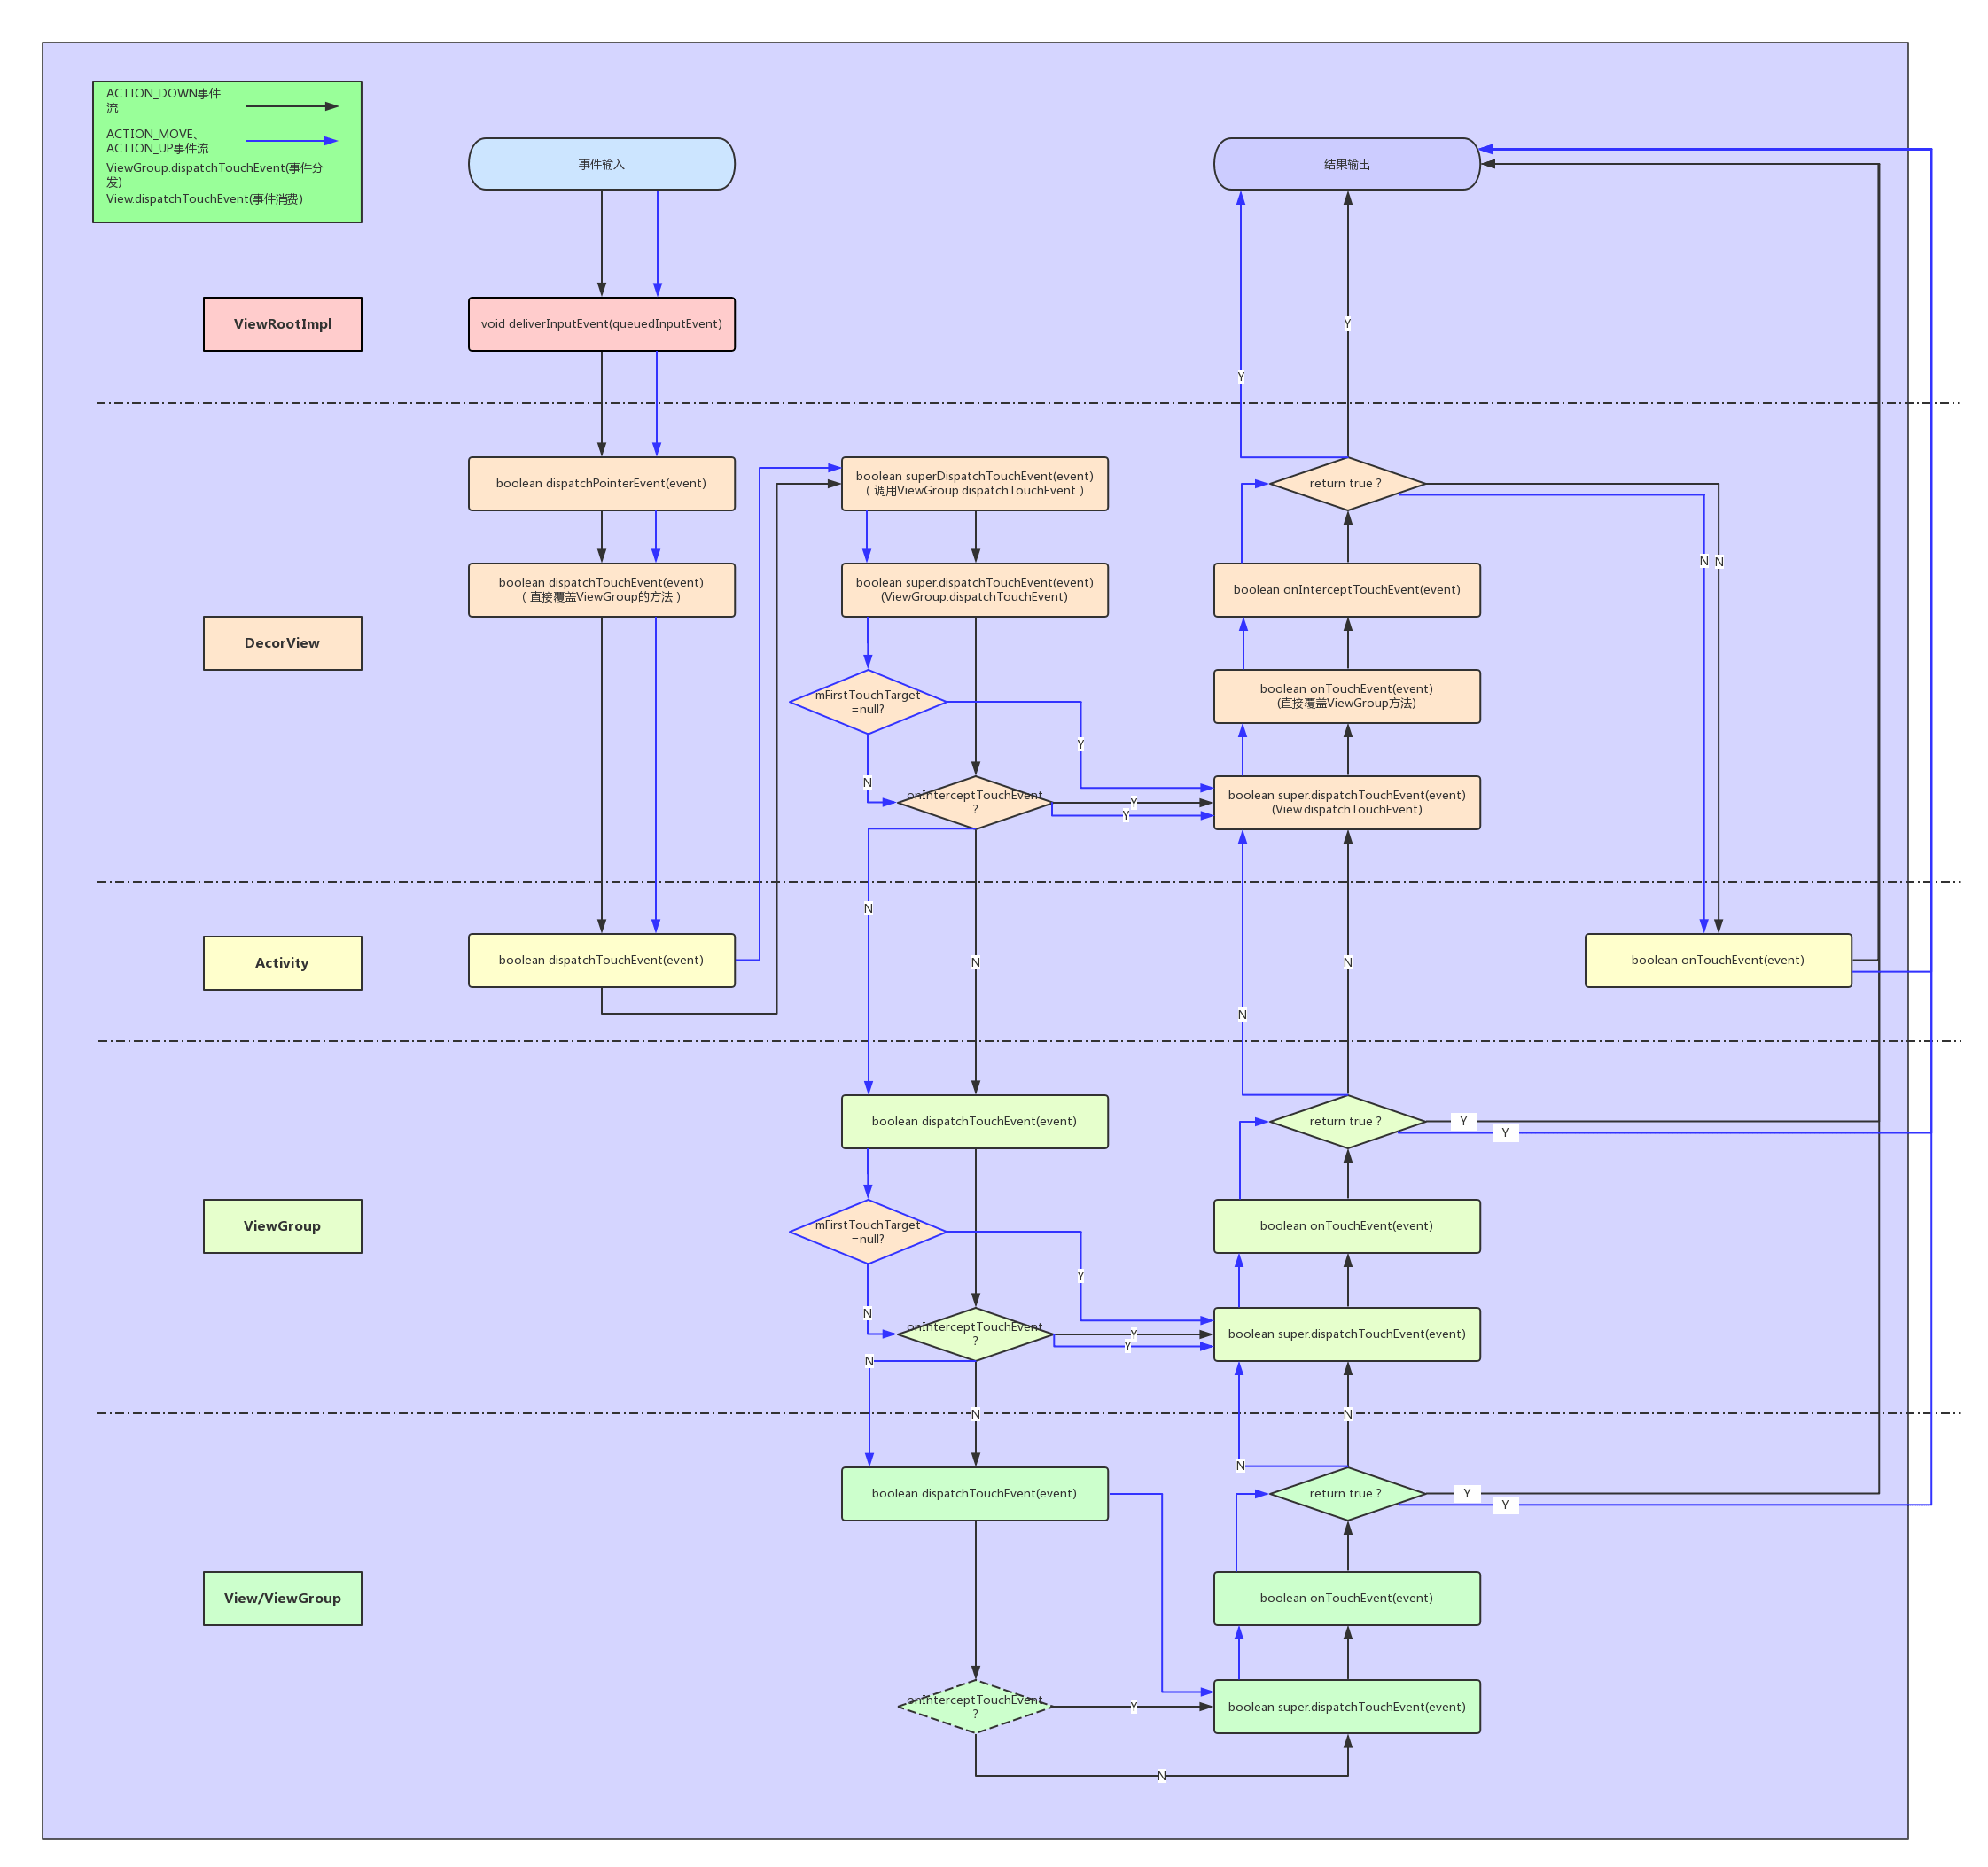 ACTION_DOWN事件
流
ACTION_MOVE、
ACTION_UP事件流
ViewGroup.dispatchTouchEvent(事件分
发)
View.dispatchTouchEvent(事件消费)
事件输入
结果输出
ViewRootImpl
void deliverInputEvent(queuedInputEvent)
Y
Y
boolean dispatchPointerEvent(event)
boolean superDispatchTouchEvent(event)
( 调用ViewGroup.dispatchTouchEvent )
return true ?
N
N
boolean dispatchTouchEvent(event)
( 直接覆盖ViewGroup的方法 )
boolean super.dispatchTouchEvent(event)
(ViewGroup.dispatchTouchEvent)
boolean onInterceptTouchEvent(event)
DecorView
mFirstTouchTarget
=null?
boolean onTouchEvent(event)
(直接覆盖ViewGroup方法)
Y
N
onInterceptTouchEvent
?
Y
Y
boolean super.dispatchTouchEvent(event)
(View.dispatchTouchEvent)
N
N
N
N
Activity
boolean dispatchTouchEvent(event)
boolean onTouchEvent(event)
boolean dispatchTouchEvent(event)
return true ?
Y
Y
ViewGroup
mFirstTouchTarget
=null?
boolean onTouchEvent(event)
Y
N
onInterceptTouchEvent
?
Y
Y
boolean super.dispatchTouchEvent(event)
N
N
N
N
boolean dispatchTouchEvent(event)
return true ?
Y
Y
View/ViewGroup
boolean onTouchEvent(event)
onInterceptTouchEvent
?
Y
boolean super.dispatchTouchEvent(event)
N